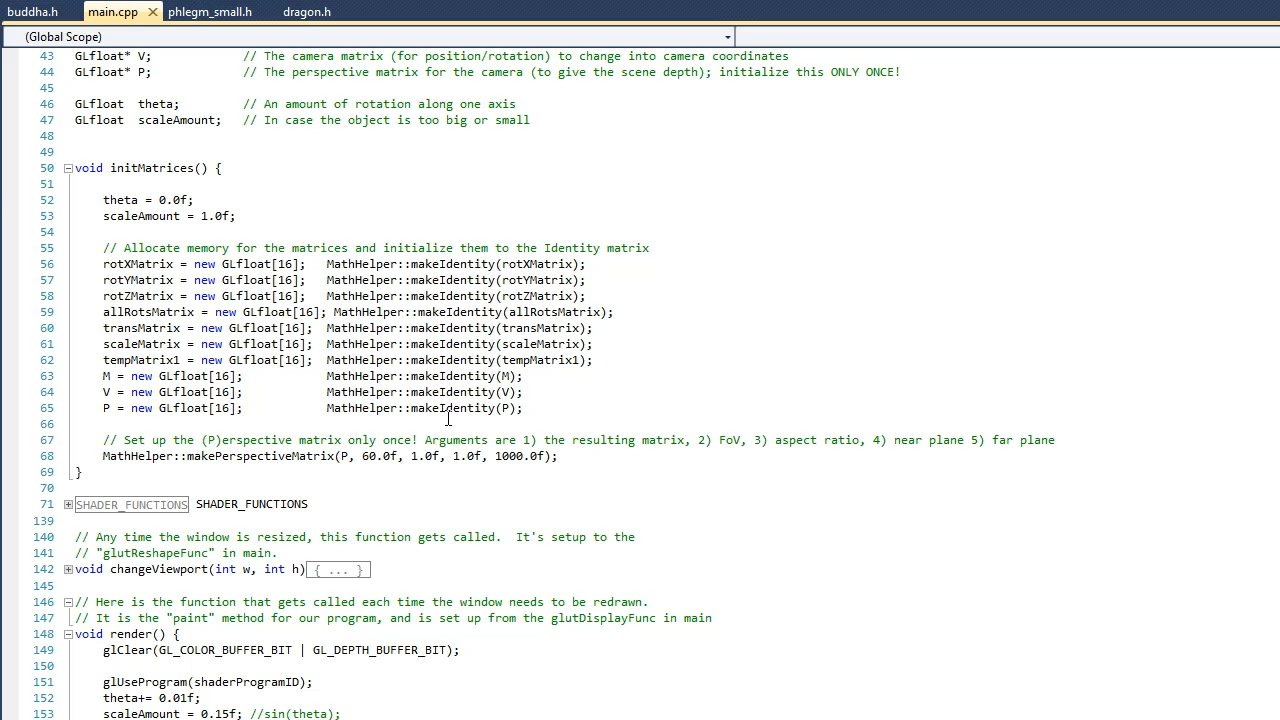 buddha.h main.cpp phlegm_small.h dragon.h
(Global Scope)
43 GLfloat* V; // The camera matrix (for position/rotation) to change into camera coordinates
44 GLfloat* P; // The perspective matrix for the camera (to give the scene depth); initialize this ONLY ONCE!
45
46 GLfloat theta; // An amount of rotation along one axis
47 GLfloat scaleAmount; // In case the object is too big or small
48
49
50 void initMatrices() {
51
52 theta = 0.0f;
53 scaleAmount = 1.0f;
54
55 // Allocate memory for the matrices and initialize them to the Identity matrix
56 rotXMatrix = new GLfloat[16]; MathHelper::makeIdentity(rotXMatrix);
57 rotYMatrix = new GLfloat[16]; MathHelper::makeIdentity(rotYMatrix);
58 rotZMatrix = new GLfloat[16]; MathHelper::makeIdentity(rotZMatrix);
59 allRotsMatrix = new GLfloat[16]; MathHelper::makeIdentity(allRotsMatrix);
60 transMatrix = new GLfloat[16]; MathHelper::makeIdentity(transMatrix);
61 scaleMatrix = new GLfloat[16]; MathHelper::makeIdentity(scaleMatrix);
62 tempMatrix1 = new GLfloat[16]; MathHelper::makeIdentity(tempMatrix1);
63 M = new GLfloat[16]; MathHelper::makeIdentity(M);
64 V = new GLfloat[16]; MathHelper::makeIdentity(V);
65 P = new GLfloat[16]; MathHelper::makeIdentity(P);
66
67 // Set up the (P)erspective matrix only once! Arguments are 1) the resulting matrix, 2) FoV, 3) aspect ratio, 4) near plane 5) far plane
68 MathHelper::makePerspectiveMatrix(P, 60.0f, 1.0f, 1.0f, 1000.0f);
69 }
70
71 SHADER_FUNCTIONS SHADER_FUNCTIONS
139
140 // Any time the window is resized, this function gets called. It's setup to the
141 // "glutReshapeFunc" in main.
142 void changeViewport(int w, int h){ ... }
145
146 // Here is the function that gets called each time the window needs to be redrawn.
147 // It is the "paint" method for our program, and is set up from the glutDisplayFunc in main
148 void render() {
149 glClear(GL_COLOR_BUFFER_BIT | GL_DEPTH_BUFFER_BIT);
150
151 glUseProgram(shaderProgramID);
152 theta+= 0.01f;
153 scaleAmount = 0.15f; //sin(theta);